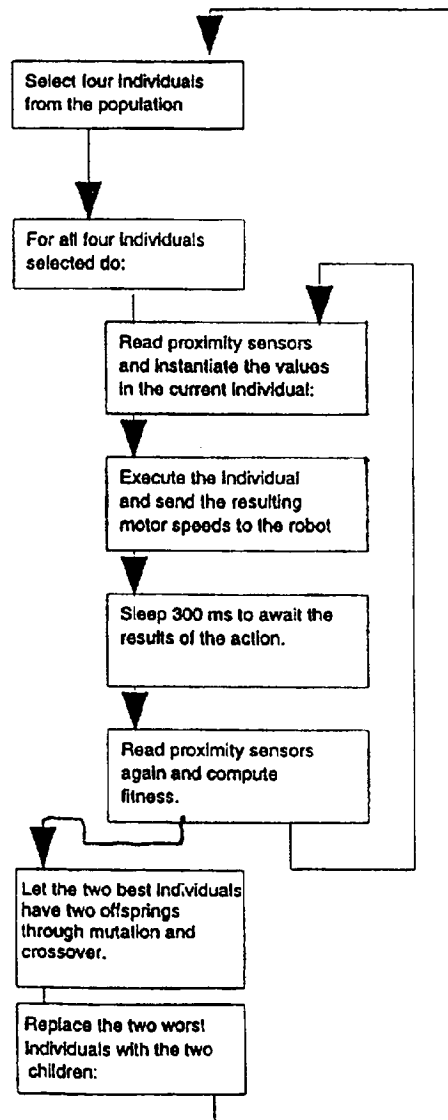 Select four individuals
from the population
For all four individuals
selected do:
Read proximity sensors
and instantiate the values
in the current individual:
Execute the individual
and send the resulting
motor speeds to the robot
Sleep 300 ms to await the
results of the action.
Read proximity sensors
again and compute
fitness.
Let the two best individuals
have two offsprings
through mutation and
crossover.
Replace the two worst
individuals with the two
children: